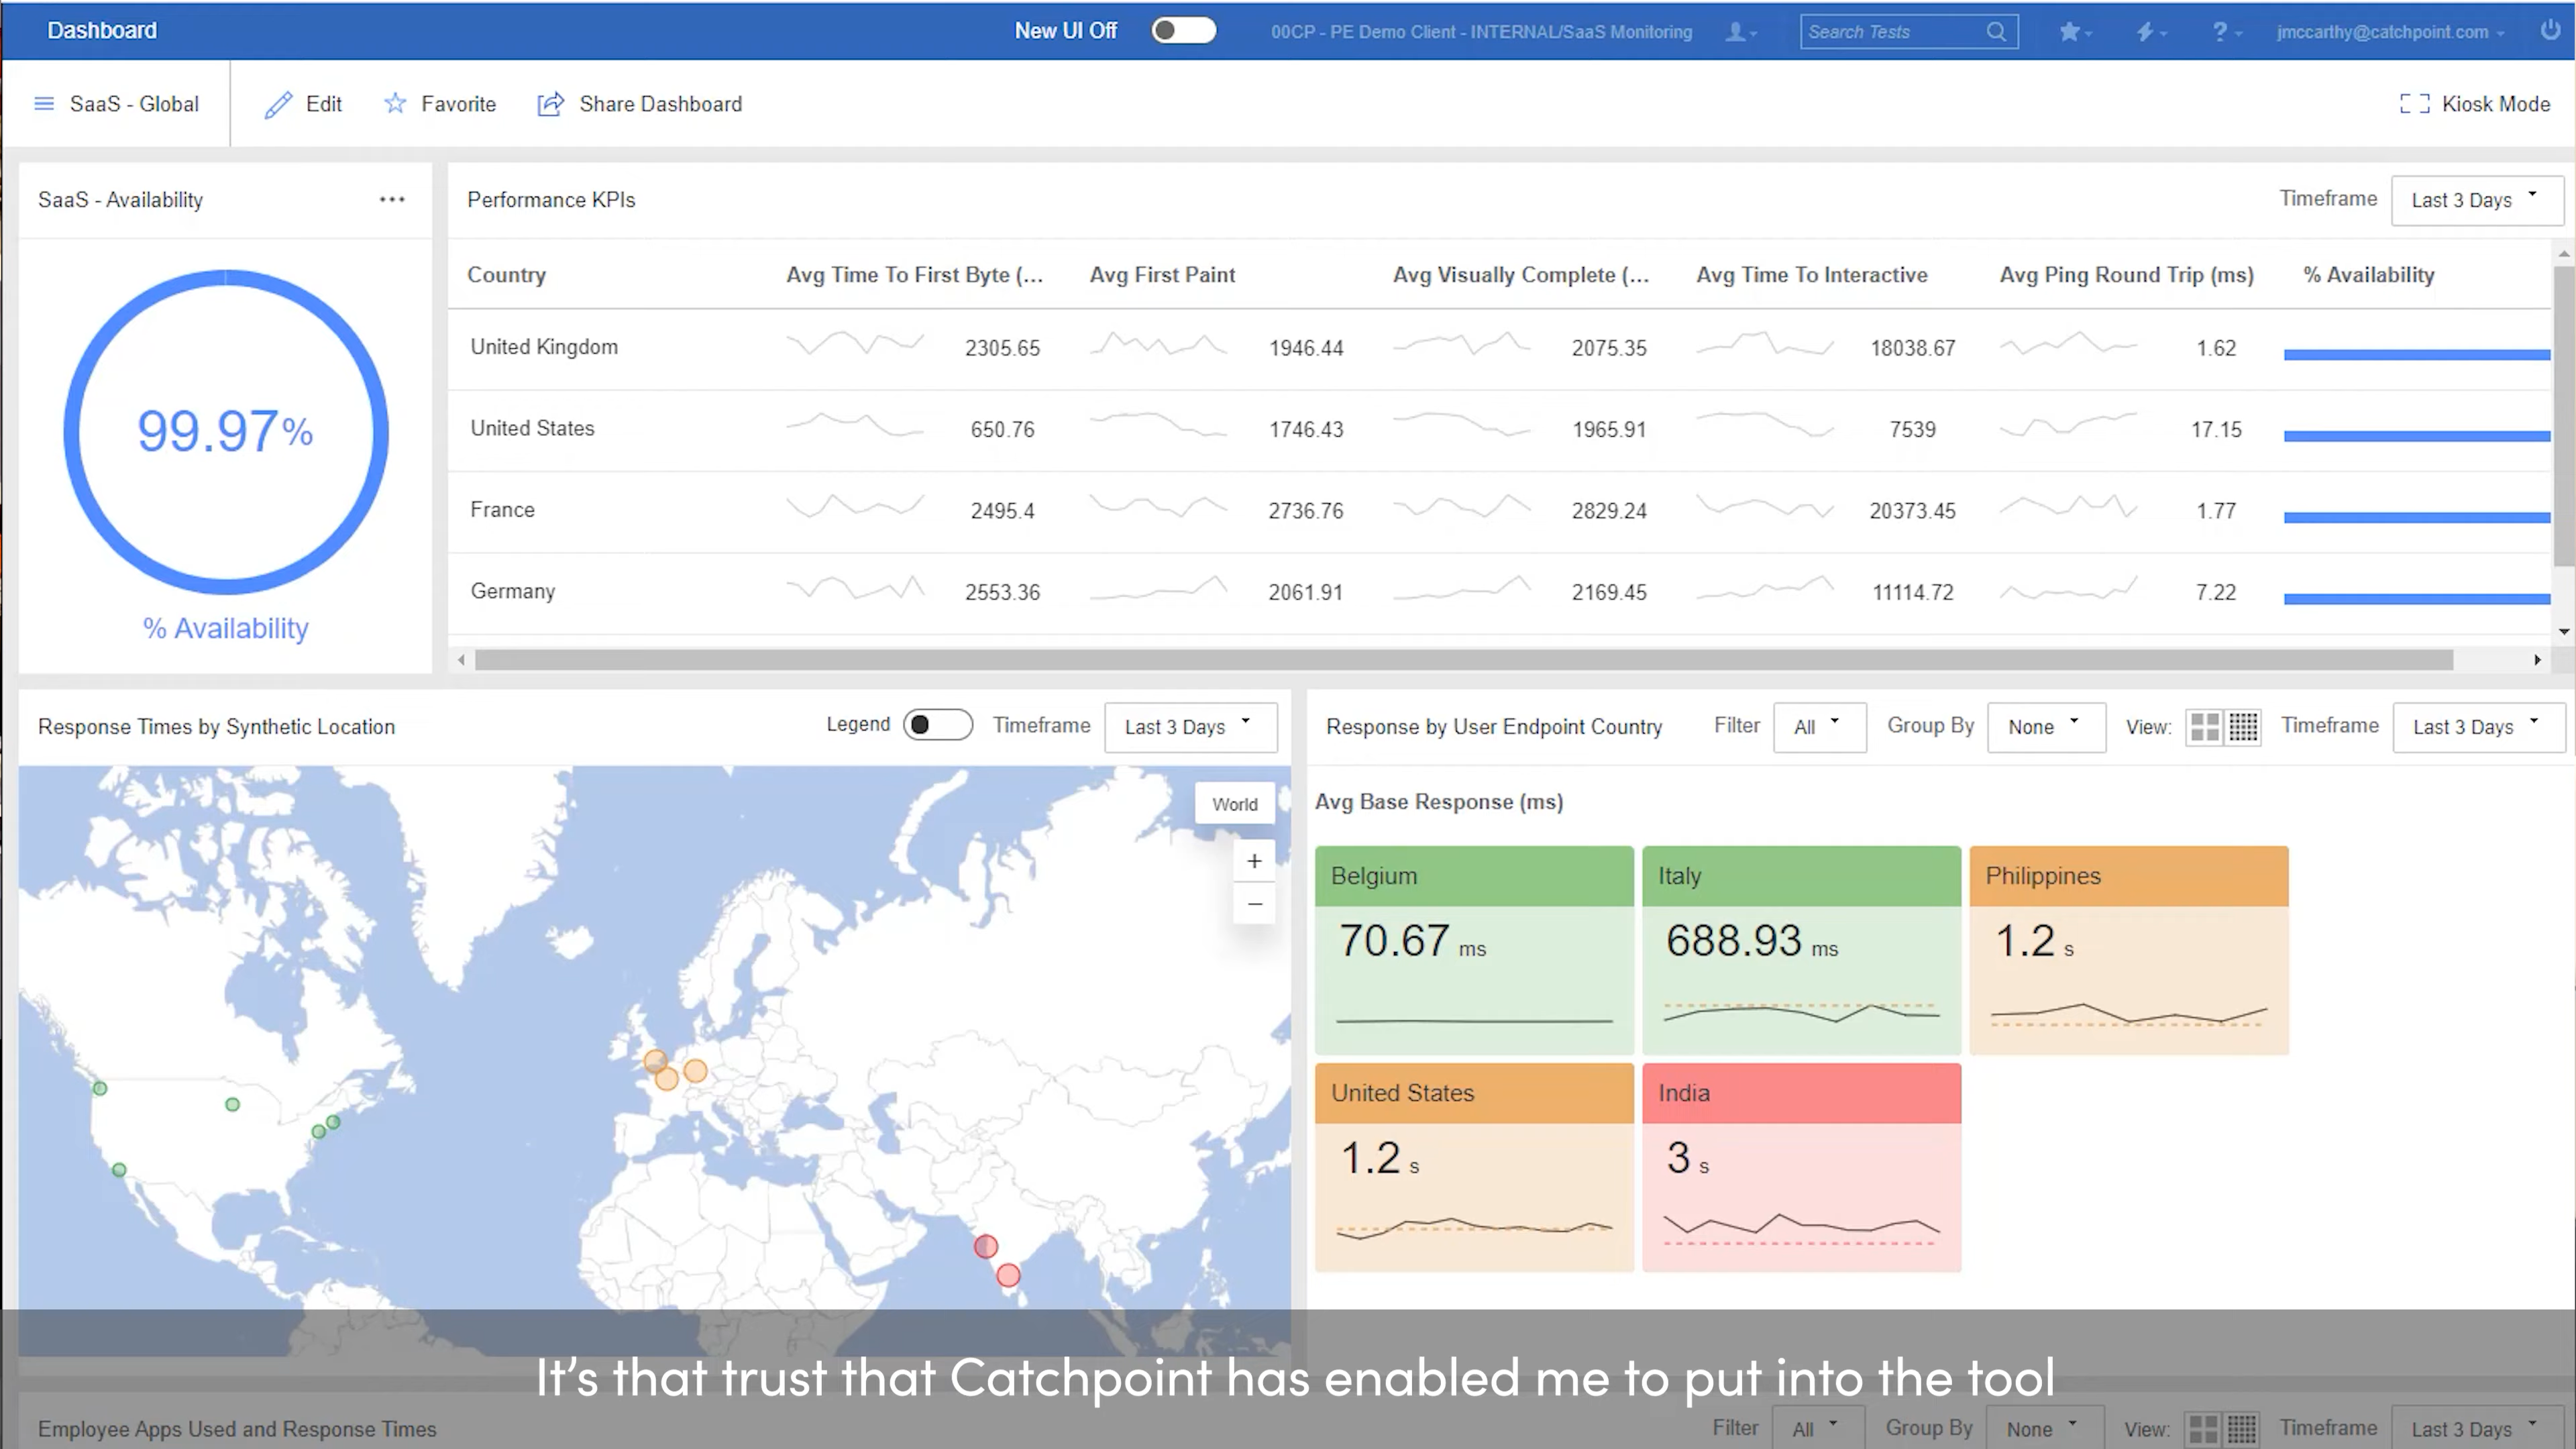 Dashboard
New UI Off
00CP - PE Demo Client - INTERNAL/SaaS Monitoring
Search Tests
?
jmccarthy@catchpoint.com
SaaS - Global
Edit
Favorite
Share Dashboard
Kiosk Mode
SaaS - Availability
99.97%
% Availability
Performance KPIs
Timeframe
Last 3 Days
Country Avg Time To First Byte (... Avg First Paint Avg Visually Complete (... Avg Time To Interactive Avg Ping Round Trip (ms) % Availability
United Kingdom 2305.65 1946.44 2075.35 18038.67 1.62
United States 650.76 1746.43 1965.91 7539 17.15
France 2495.4 2736.76 2829.24 20373.45 1.77
Germany 2553.36 2061.91 2169.45 11114.72 7.22
Response Times by Synthetic Location
Legend
Timeframe
Last 3 Days
World
+
−
Response by User Endpoint Country
Filter
All
Group By
None
View:
Timeframe
Last 3 Days
Avg Base Response (ms)
Belgium
70.67 ms
Italy
688.93 ms
Philippines
1.2 s
United States
1.2 s
India
3 s
It's that trust that Catchpoint has enabled me to put into the tool
Employee Apps Used and Response Times
Filter
All
Group By
None
View:
Timeframe
Last 3 Days